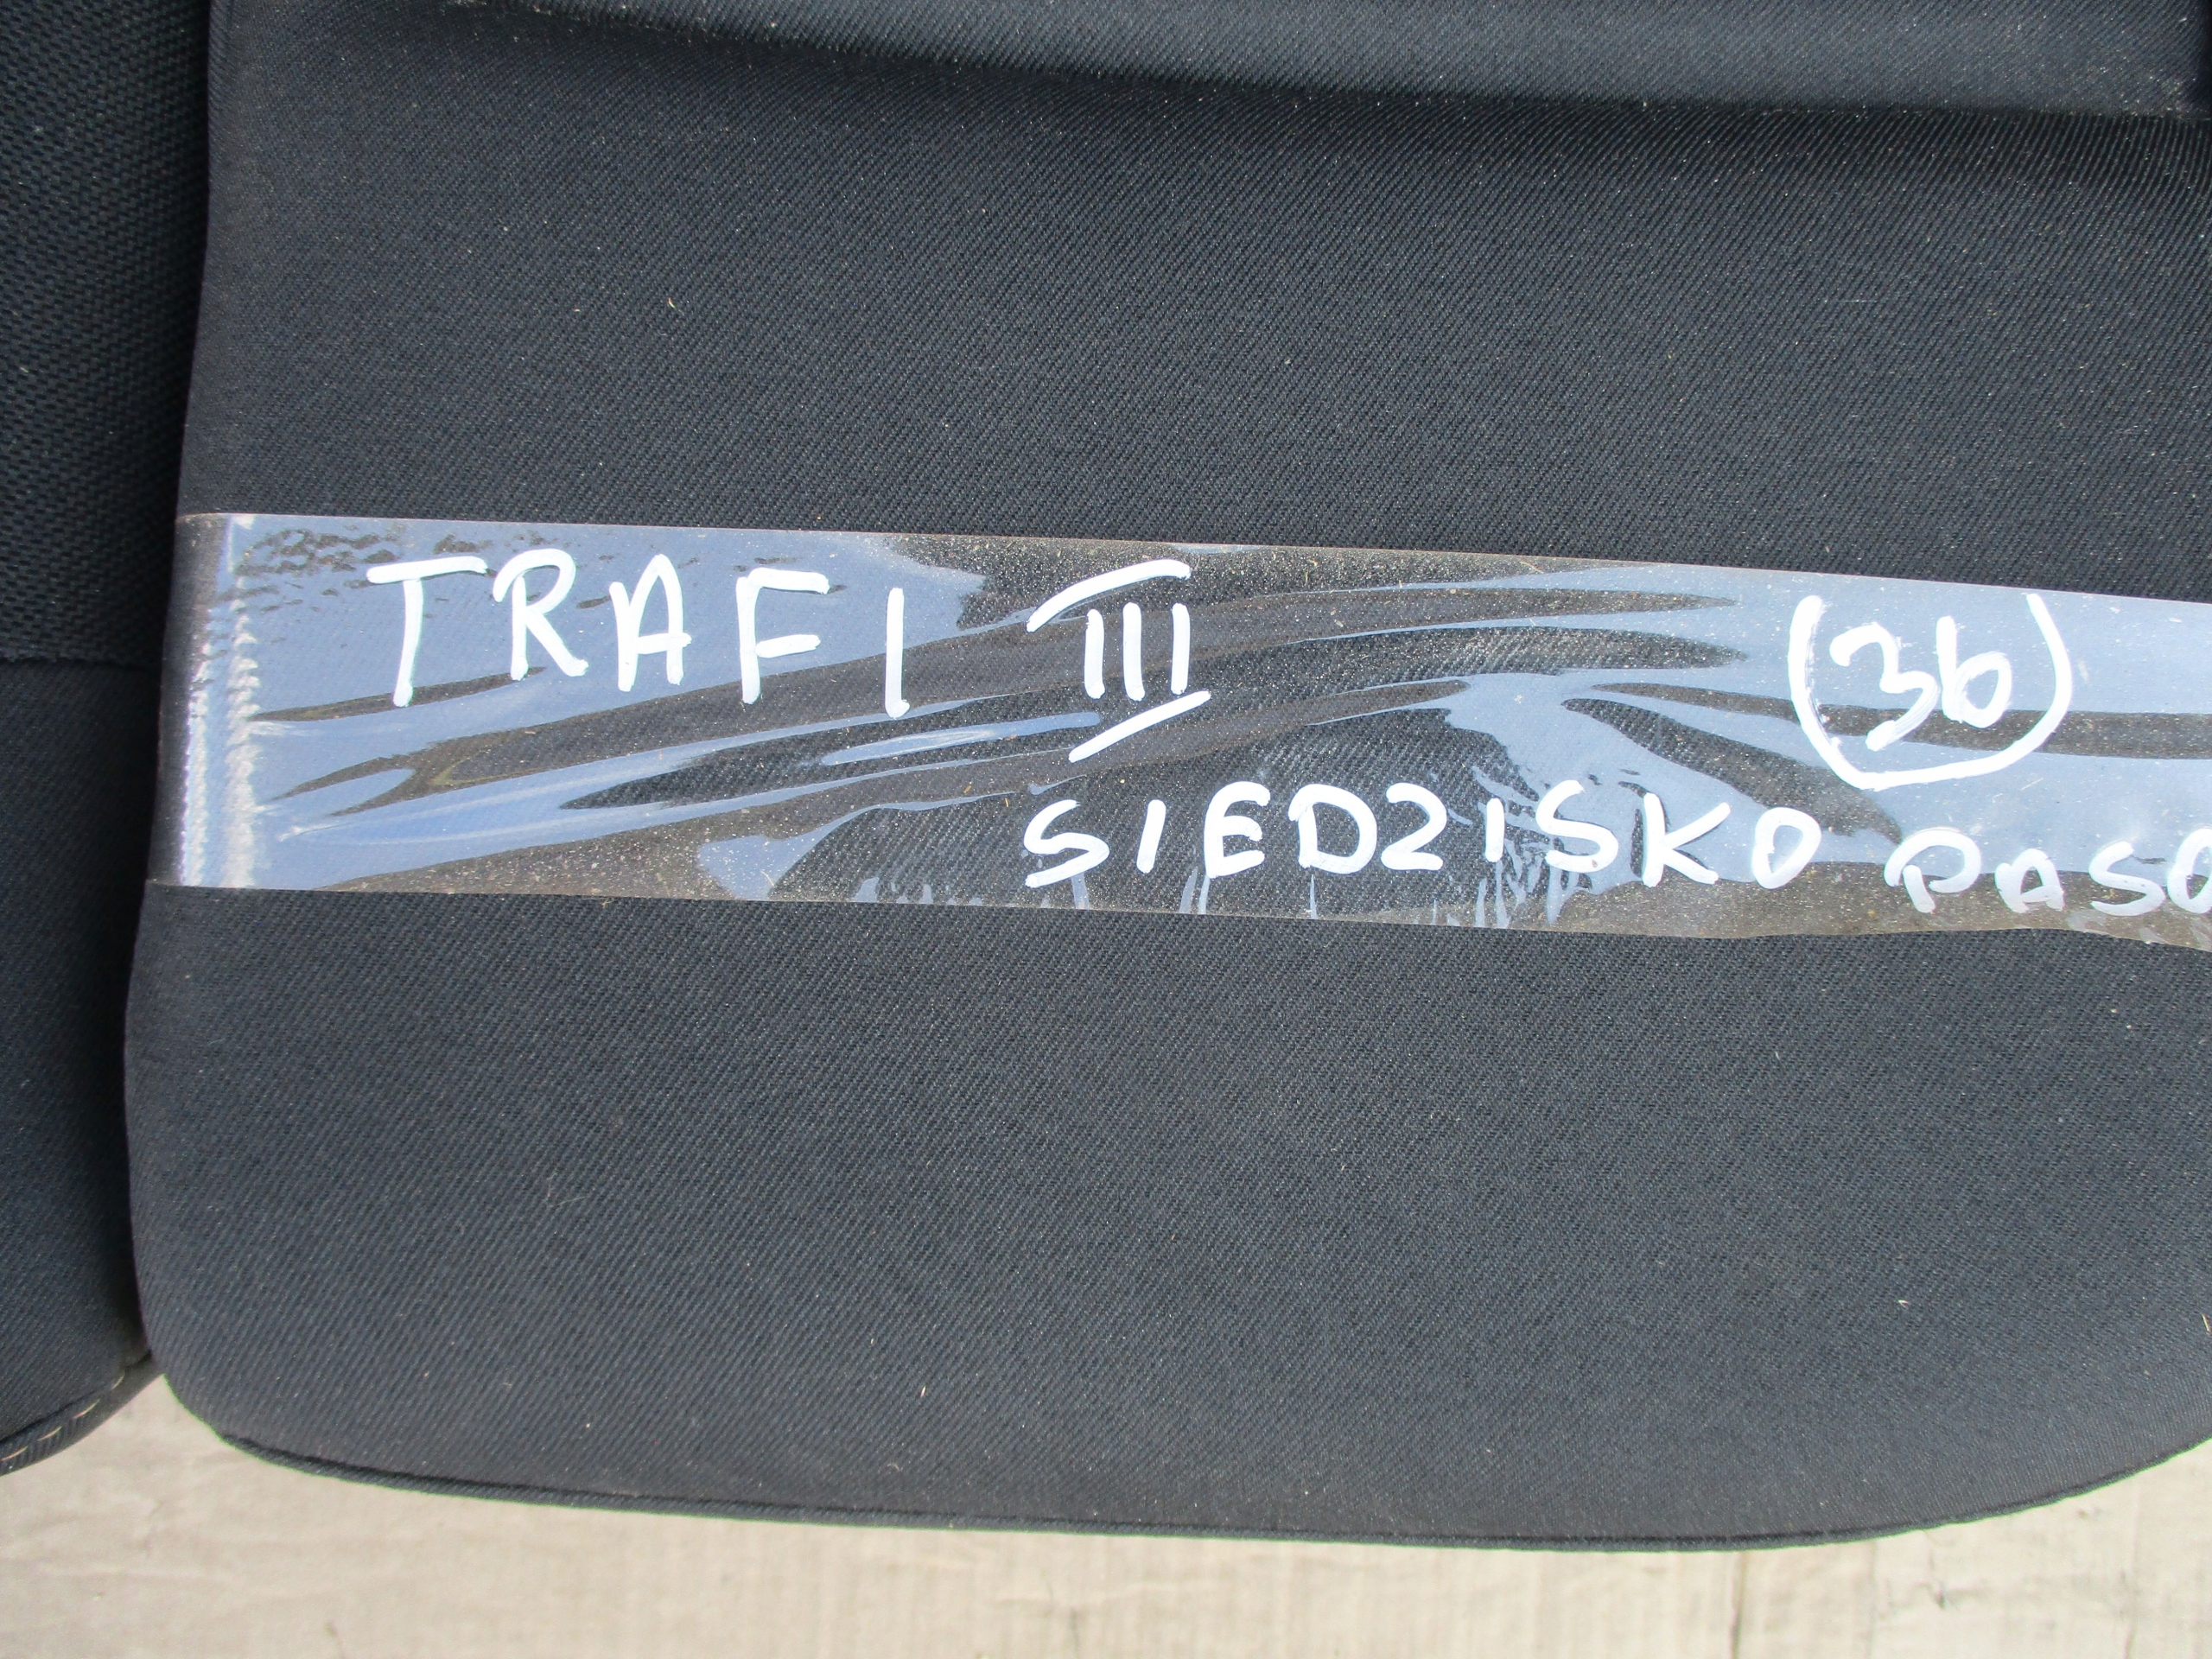 TRAFI III (3b)
SIEDZISKO PASO